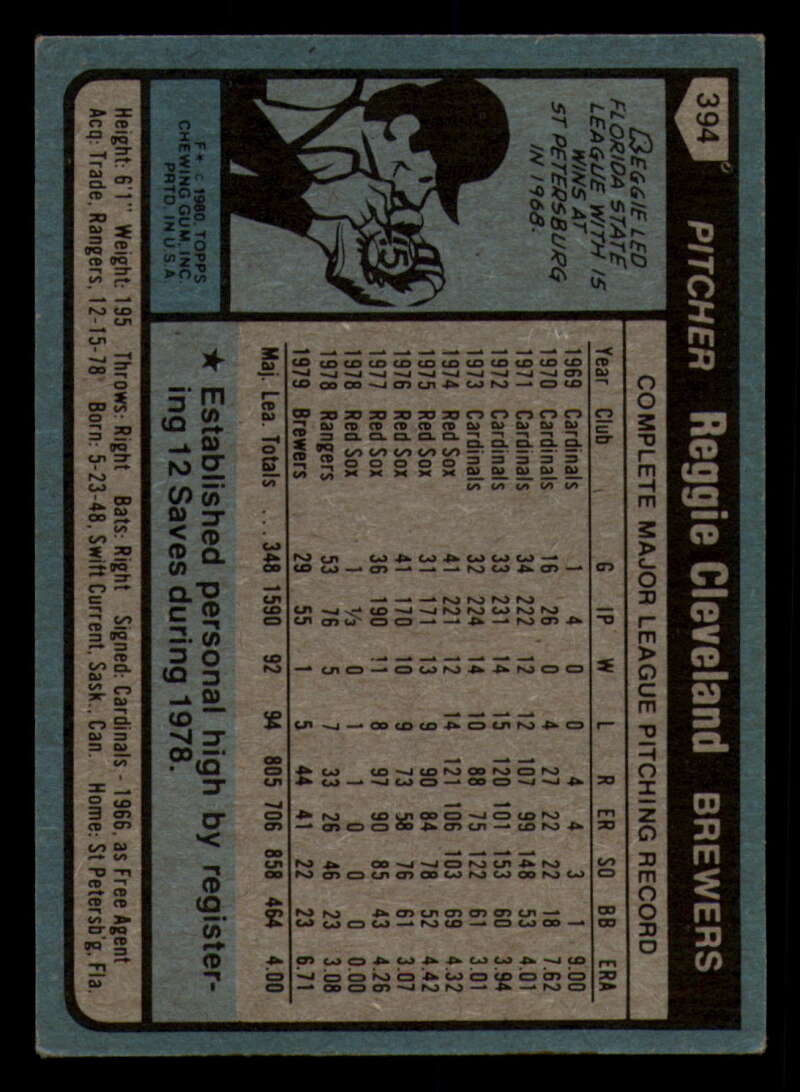 394 PITCHER Reggie Cleveland BREWERS
REGGIE LED
FLORIDA STATE
LEAGUE WITH 15
WINS AT
ST PETERSBURG
IN 1968.
15
F * © 1980 TOPPS
CHEWING GUM, INC.
PRTD. IN U.S.A.
COMPLETE MAJOR LEAGUE PITCHING RECORD
Year Club G IP W L R ER SO BB ERA
1969 Cardinals 1 4 0 0 4 4 3 1 9.00
1970 Cardinals 16 26 0 4 27 22 22 18 7.62
1971 Cardinals 34 222 12 12 107 99 148 53 4.01
1972 Cardinals 33 231 14 15 120 101 153 60 3.94
1973 Cardinals 32 224 14 10 88 75 122 61 3.01
1974 Red Sox 41 221 12 14 121 106 103 69 4.32
1975 Red Sox 31 171 13 9 90 84 78 52 4.42
1976 Red Sox 41 170 10 9 73 58 76 61 3.07
1977 Red Sox 36 190 11 8 97 90 85 43 4.26
1978 Red Sox 1 1/3 0 1 1 0 0 0 0.00
1978 Rangers 53 76 5 7 33 26 46 23 3.08
1979 Brewers 29 55 1 5 44 41 22 23 6.71
Maj. Lea. Totals ... 348 1590 92 94 805 706 858 464 4.00
★ Established personal high by register-
ing 12 Saves during 1978.
Height: 6'1" Weight: 195 Throws: Right Bats: Right Signed: Cardinals - 1966, as Free Agent
Acq: Trade, Rangers, 12-15-78 Born: 5-23-48, Swift Current, Sask., Can. Home: St Petersb'g, Fla.